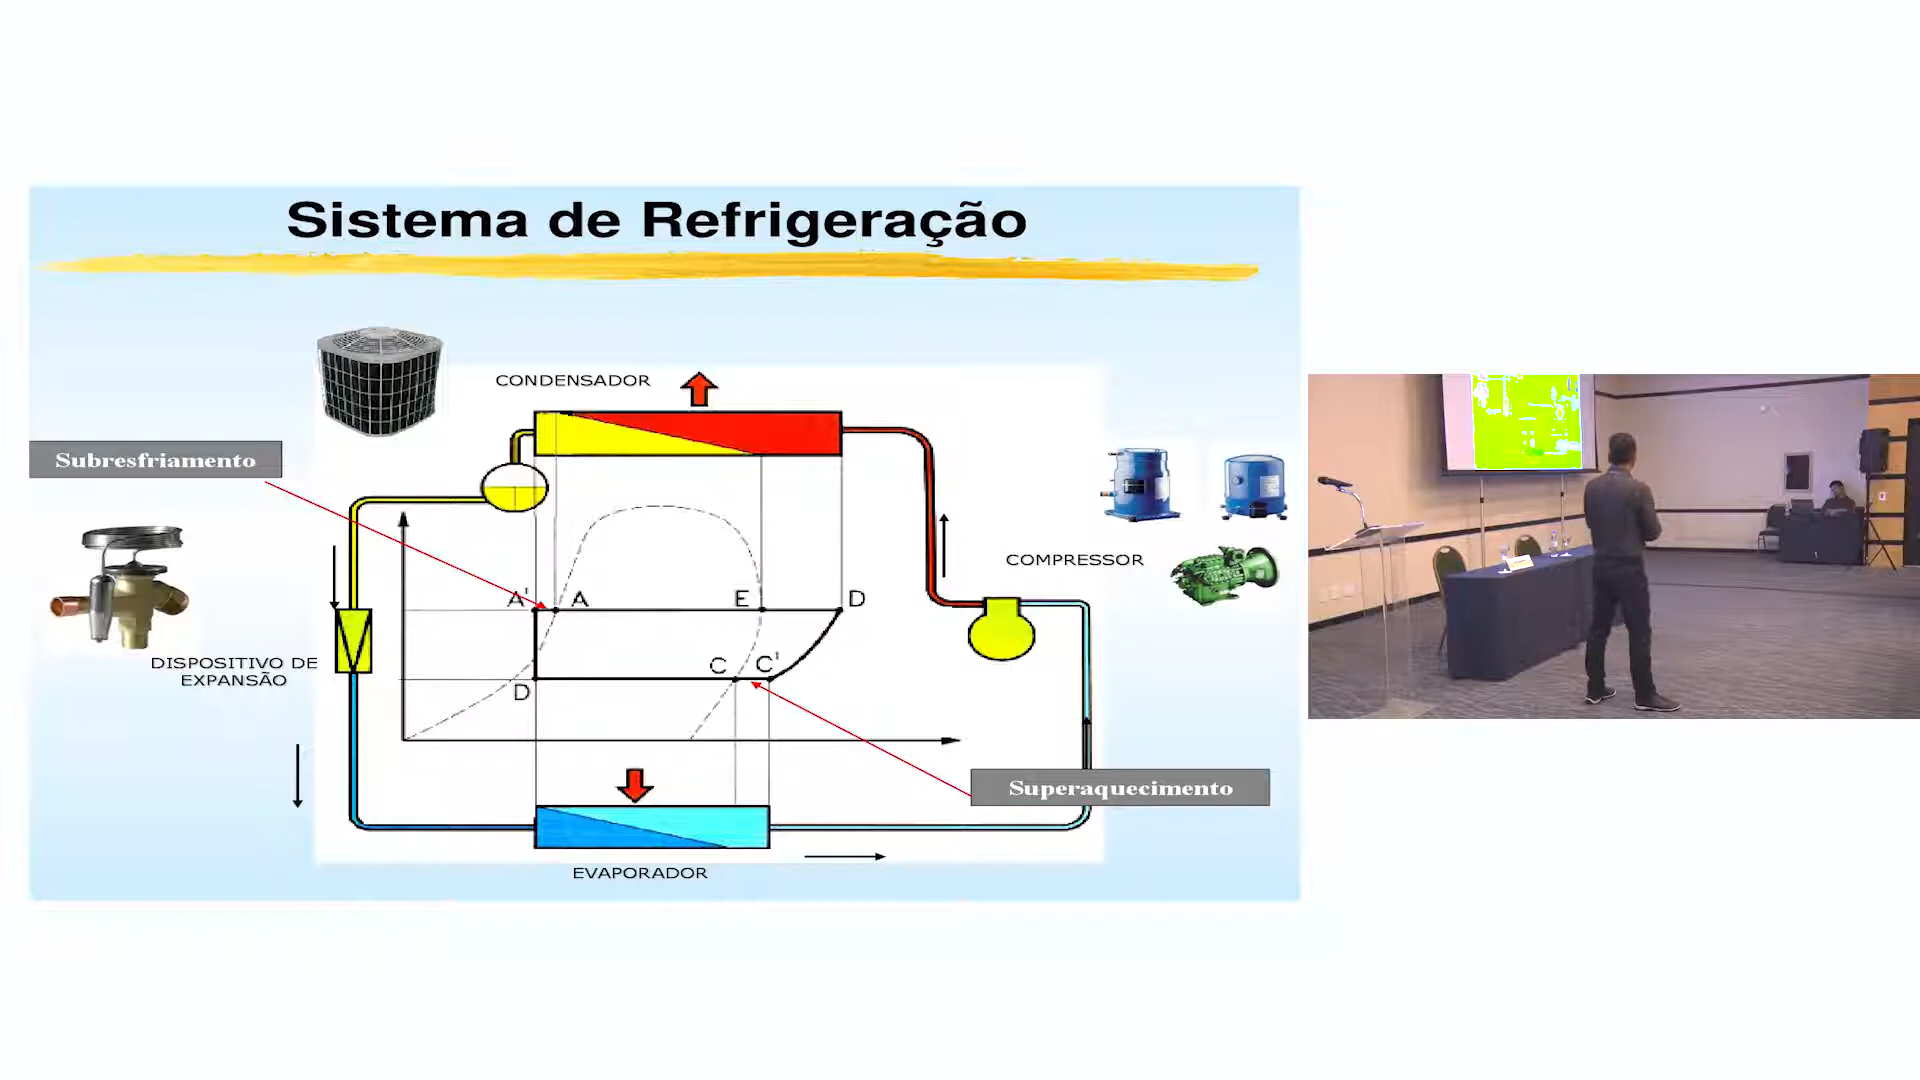 Sistema de Refrigeração
CONDENSADOR
Subresfriamento
COMPRESSOR
A' A E D
DISPOSITIVO DE
EXPANSÃO
C C'
D
Superaquecimento
EVAPORADOR